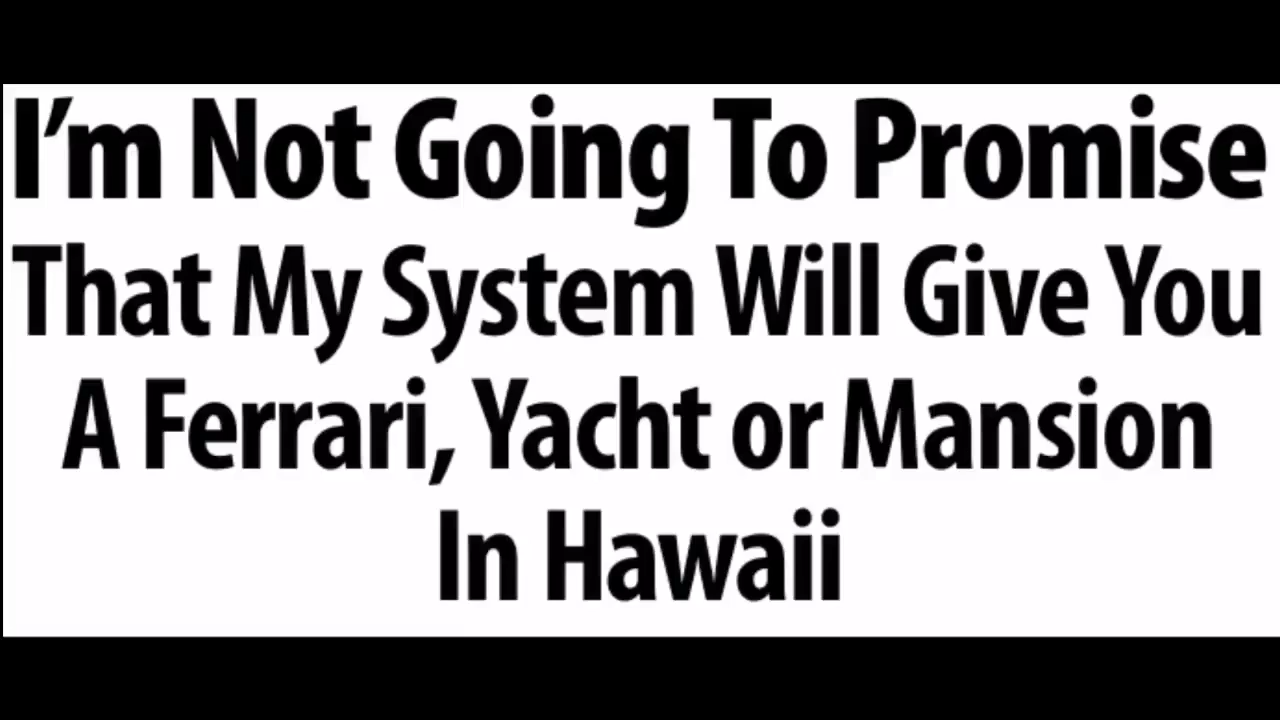 I’m Not Going To Promise
That My System Will Give You
A Ferrari, Yacht or Mansion
In Hawaii